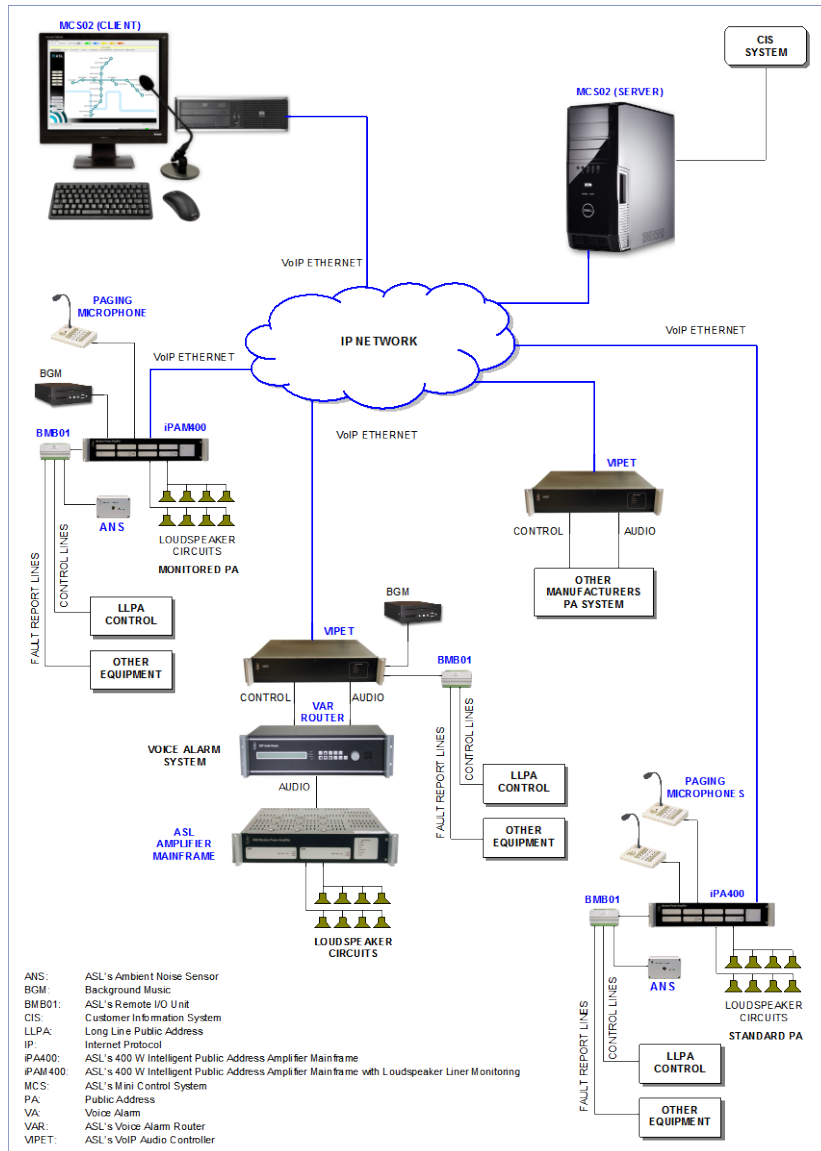 MCS02 (CLIENT)
CIS
SYSTEM
MCS02 (SERVER)
VoIP ETHERNET
PAGING
MICROPHONE
IP NETWORK
VoIP ETHERNET
VoIP ETHERNET
BGM
iPAM400
BMB01
VoIP ETHERNET
VIPET
ANS
LOUDSPEAKER
CIRCUITS
MONITORED PA
CONTROL
AUDIO
FAULT REPORT LINES
CONTROL LINES
OTHER
MANUFACTURERS
PA SYSTEM
LLPA
CONTROL
BGM
VIPET
OTHER
EQUIPMENT
BMB01
CONTROL
AUDIO
VAR
ROUTER
VOICE ALARM
SYSTEM
FAULT REPORT LINES
CONTROL LINES
LLPA
CONTROL
AUDIO
PAGING
MICROPHONES
ASL
AMPLIFIER
MAINFRAME
OTHER
EQUIPMENT
iPA400
BMB01
LOUDSPEAKER
CIRCUITS
ANS
LOUDSPEAKER
CIRCUITS
STANDARD PA
FAULT REPORT LINES
CONTROL LINES
LLPA
CONTROL
OTHER
EQUIPMENT
ANS: ASL's Ambient Noise Sensor
BGM: Background Music
BMB01: ASL's Remote I/O Unit
CIS: Customer Information System
LLPA: Long Line Public Address
IP: Internet Protocol
iPA400: ASL's 400 W Intelligent Public Address Amplifier Mainframe
iPAM400: ASL's 400 W Intelligent Public Address Amplifier Mainframe with Loudspeaker Liner Monitoring
MCS: ASL's Mini Control System
PA: Public Address
VA: Voice Alarm
VAR: ASL's Voice Alarm Router
VIPET: ASL's VoIP Audio Controller